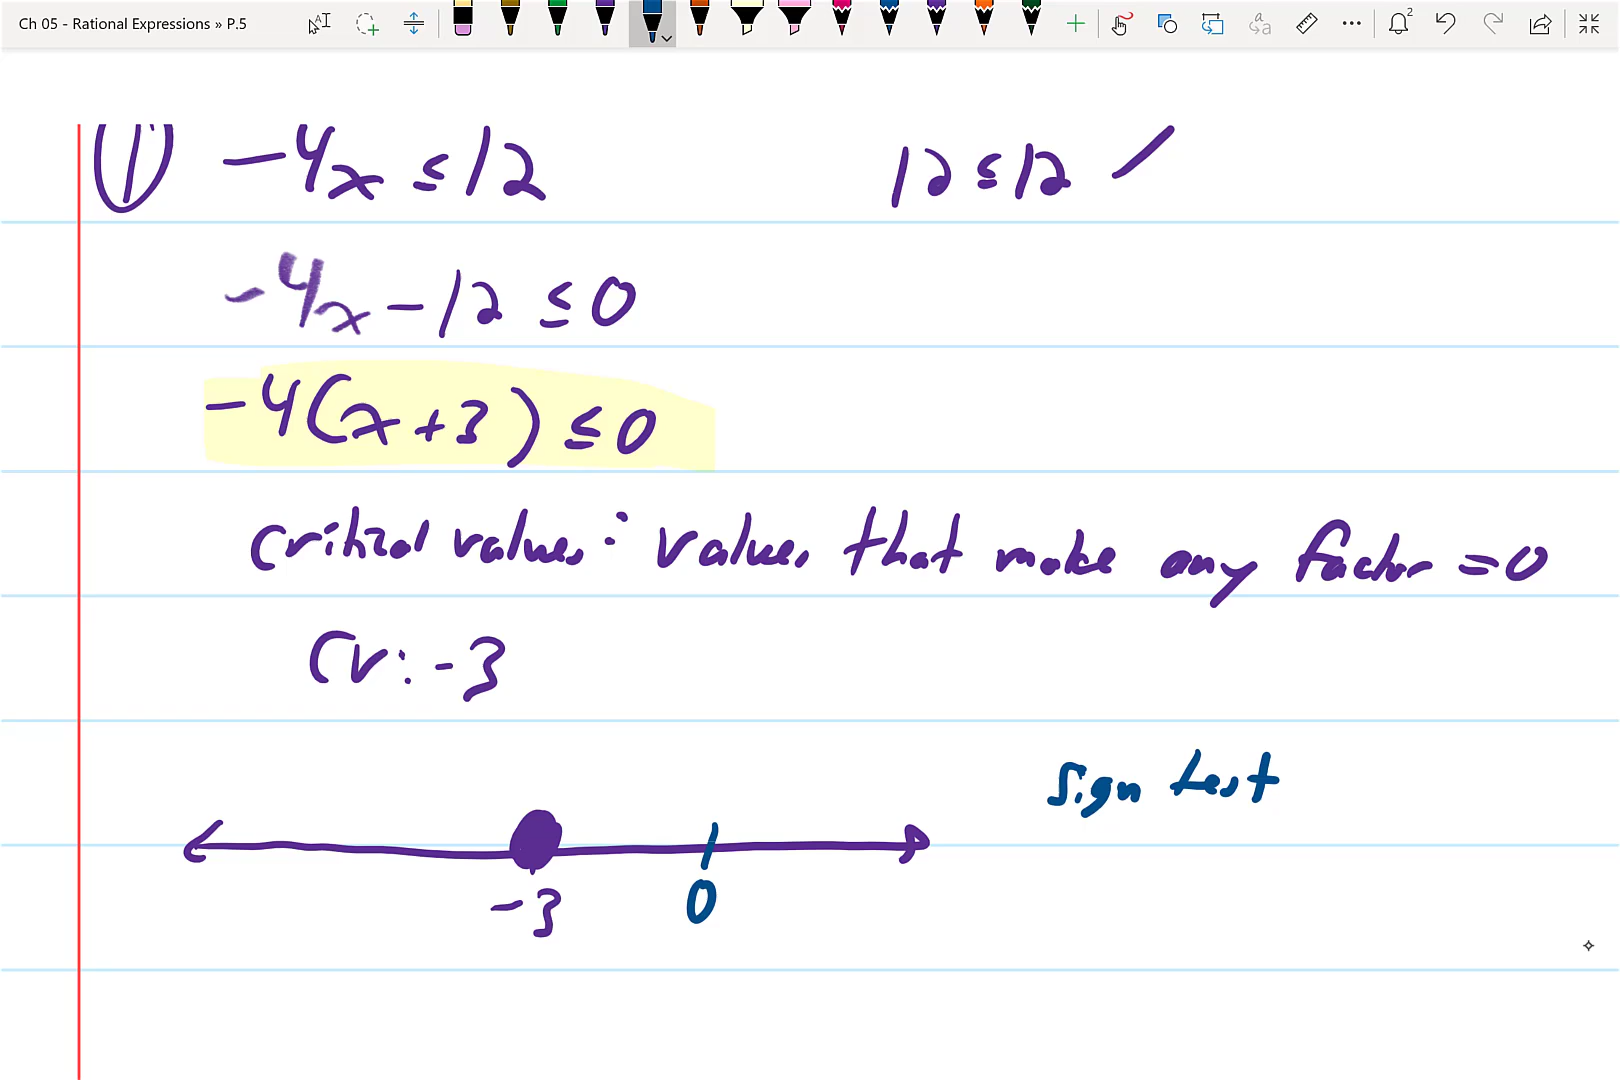 Ch 05 - Rational Expressions » P.5
① -4x ≤ 12 12 ≤ 12 ✓
-4x - 12 ≤ 0
-4(x+3) ≤ 0
critical values: values that make any factor = 0
CV: -3
sign test
-3 0